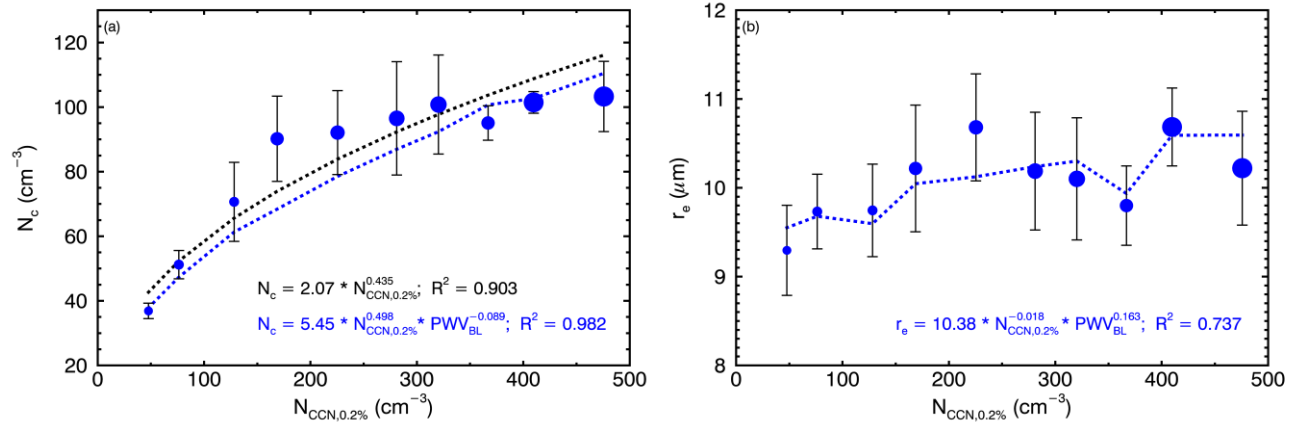 (a)
120
100
80
60
40
20
N_c (cm^-3)
N_c = 2.07 * N_CCN,0.2%^0.435; R^2 = 0.903
N_c = 5.45 * N_CCN,0.2%^0.498 * PWV_BL^-0.089; R^2 = 0.982
0 100 200 300 400 500
N_CCN,0.2% (cm^-3)
(b)
12
11
10
9
8
r_e (μm)
r_e = 10.38 * N_CCN,0.2%^-0.018 * PWV_BL^0.163; R^2 = 0.737
0 100 200 300 400 500
N_CCN,0.2% (cm^-3)